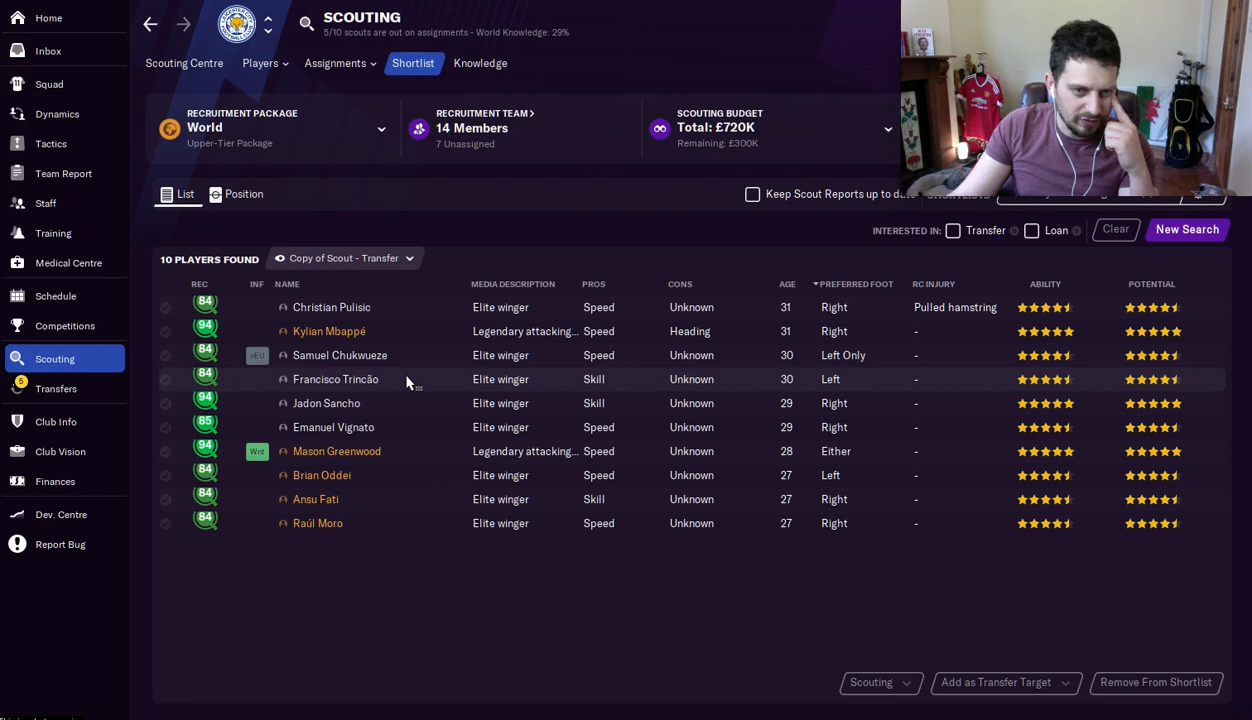 Home
Inbox
Squad
Dynamics
Tactics
Team Report
Staff
Training
Medical Centre
Schedule
Competitions
Scouting
5
Transfers
Club Info
Club Vision
Finances
Dev. Centre
Report Bug
SCOUTING
5/10 scouts are out on assignments - World Knowledge: 29%
Scouting Centre Players Assignments Shortlist Knowledge
RECRUITMENT PACKAGE
World
Upper-Tier Package
RECRUITMENT TEAM >
14 Members
7 Unassigned
SCOUTING BUDGET
Total: £720K
Remaining: £300K
List Position Keep Scout Reports up to date
INTERESTED IN: Transfer Loan Clear New Search
10 PLAYERS FOUND Copy of Scout - Transfer
REC INF NAME MEDIA DESCRIPTION PROS CONS AGE PREFERRED FOOT RC INJURY ABILITY POTENTIAL
84 Christian Pulisic Elite winger Speed Unknown 31 Right Pulled hamstring
94 Kylian Mbappé Legendary attacking... Speed Heading 31 Right -
84 nEU Samuel Chukwueze Elite winger Speed Unknown 30 Left Only -
84 Francisco Trincão Elite winger Skill Unknown 30 Left -
94 Jadon Sancho Elite winger Skill Unknown 29 Right -
85 Emanuel Vignato Elite winger Speed Unknown 29 Right -
94 Wnt Mason Greenwood Legendary attacking... Speed Unknown 28 Either -
84 Brian Oddei Elite winger Speed Unknown 27 Left -
84 Ansu Fati Elite winger Skill Unknown 27 Right -
84 Raúl Moro Elite winger Speed Unknown 27 Right -
Scouting Add as Transfer Target Remove From Shortlist